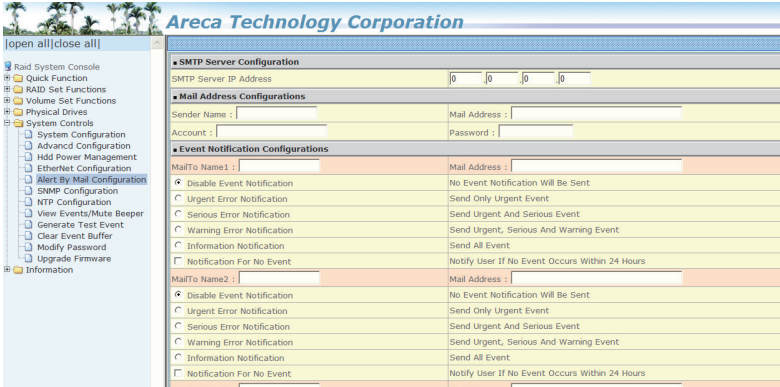 Areca Technology Corporation
|open all|close all|
Raid System Console
Quick Function
RAID Set Functions
Volume Set Functions
Physical Drives
System Controls
System Configuration
Advancd Configuration
Hdd Power Management
EtherNet Configuration
Alert By Mail Configuration
SNMP Configuration
NTP Configuration
View Events/Mute Beeper
Generate Test Event
Clear Event Buffer
Modify Password
Upgrade Firmware
Information
SMTP Server Configuration
SMTP Server IP Address 0 .0 .0 .0
Mail Address Configurations
Sender Name : Mail Address :
Account : Password :
Event Notification Configurations
MailTo Name1 : Mail Address :
Disable Event Notification No Event Notification Will Be Sent
Urgent Error Notification Send Only Urgent Event
Serious Error Notification Send Urgent And Serious Event
Warning Error Notification Send Urgent, Serious And Warning Event
Information Notification Send All Event
Notification For No Event Notify User If No Event Occurs Within 24 Hours
MailTo Name2 : Mail Address :
Disable Event Notification No Event Notification Will Be Sent
Urgent Error Notification Send Only Urgent Event
Serious Error Notification Send Urgent And Serious Event
Warning Error Notification Send Urgent, Serious And Warning Event
Information Notification Send All Event
Notification For No Event Notify User If No Event Occurs Within 24 Hours